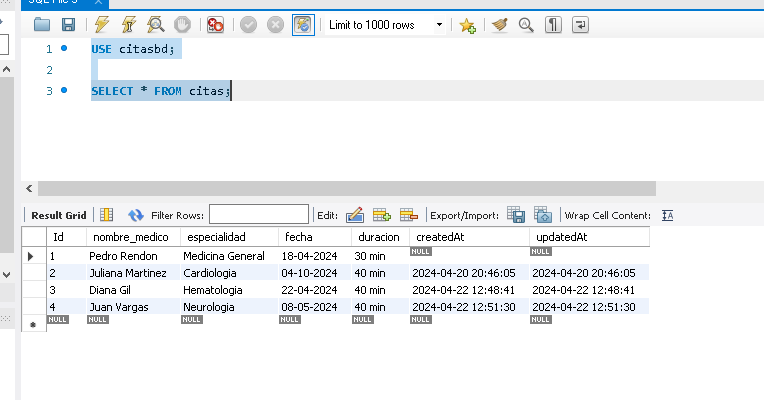 SQL File 3
Limit to 1000 rows
1 USE citasbd;
2
3 SELECT * FROM citas;
Result Grid Filter Rows: Edit: Export/Import: Wrap Cell Content:
Id nombre_medico especialidad fecha duracion createdAt updatedAt
1 Pedro Rendon Medicina General 18-04-2024 30 min NULL NULL
2 Juliana Martinez Cardiologia 04-10-2024 40 min 2024-04-20 20:46:05 2024-04-20 20:46:05
3 Diana Gil Hematologia 22-04-2024 40 min 2024-04-22 12:48:41 2024-04-22 12:48:41
4 Juan Vargas Neurologia 08-05-2024 40 min 2024-04-22 12:51:30 2024-04-22 12:51:30
NULL NULL NULL NULL NULL NULL NULL